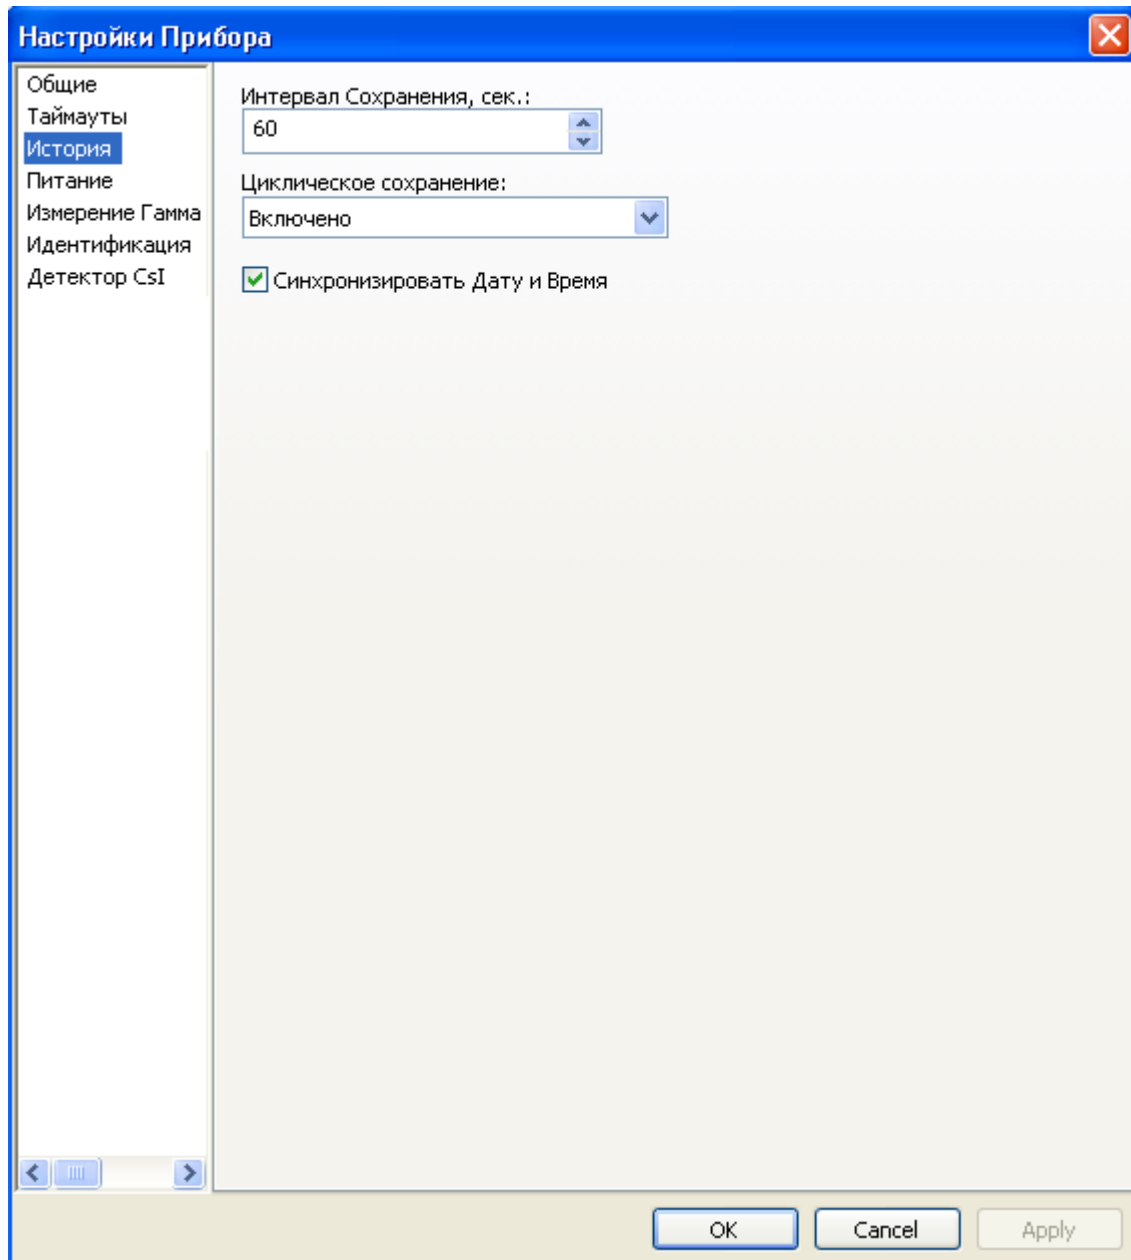 Настройки Прибора
Общие
Таймауты
История
Питание
Измерение Гамма
Идентификация
Детектор CsI
Интервал Сохранения, сек.:
60
Циклическое сохранение:
Включено
Синхронизировать Дату и Время
OK
Cancel
Apply